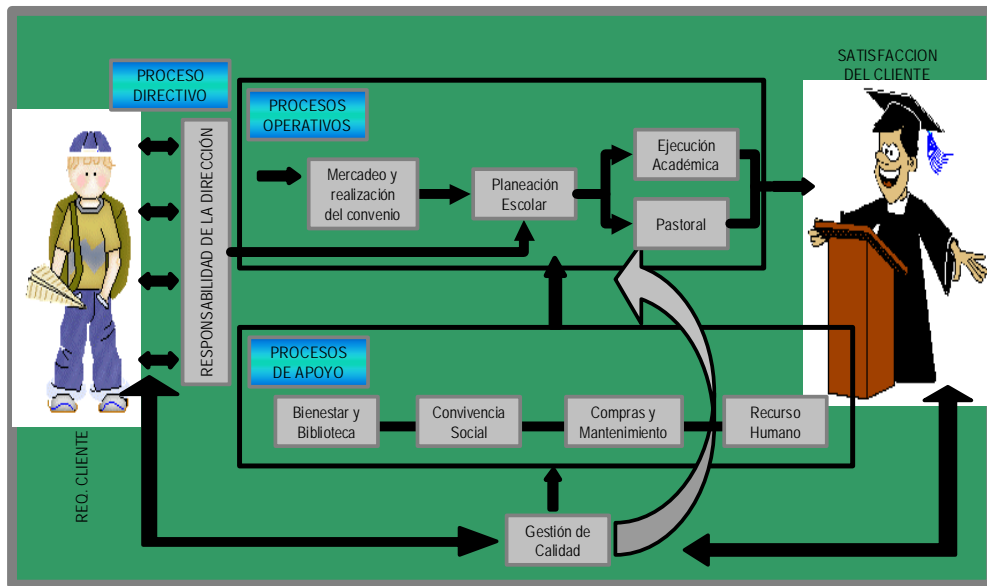 SATISFACCION
DEL CLIENTE
PROCESO
DIRECTIVO
PROCESOS
OPERATIVOS
RESPONSABILIDAD DE LA DIRECCIÓN
Mercadeo y
realización
del convenio
Planeación
Escolar
Ejecución
Académica
Pastoral
PROCESOS
DE APOYO
Bienestar y
Biblioteca
Convivencia
Social
Compras y
Mantenimiento
Recurso
Humano
REQ. CLIENTE
Gestión de
Calidad